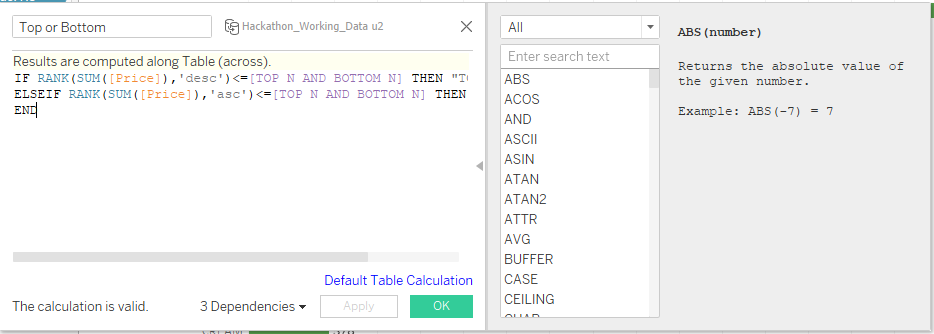 Top or Bottom
Hackathon_Working_Data u2
Results are computed along Table (across).
IF RANK(SUM([Price]),'desc')<=[TOP N AND BOTTOM N] THEN
ELSEIF RANK(SUM([Price]),'asc')<=[TOP N AND BOTTOM N] THEN
END
Default Table Calculation
The calculation is valid.
3 Dependencies
Apply
OK
All
Enter search text
ABS
ACOS
AND
ASCII
ASIN
ATAN
ATAN2
ATTR
AVG
BUFFER
CASE
CEILING
CHAR
ABS(number)
Returns the absolute value of
the given number.
Example: ABS(-7) = 7